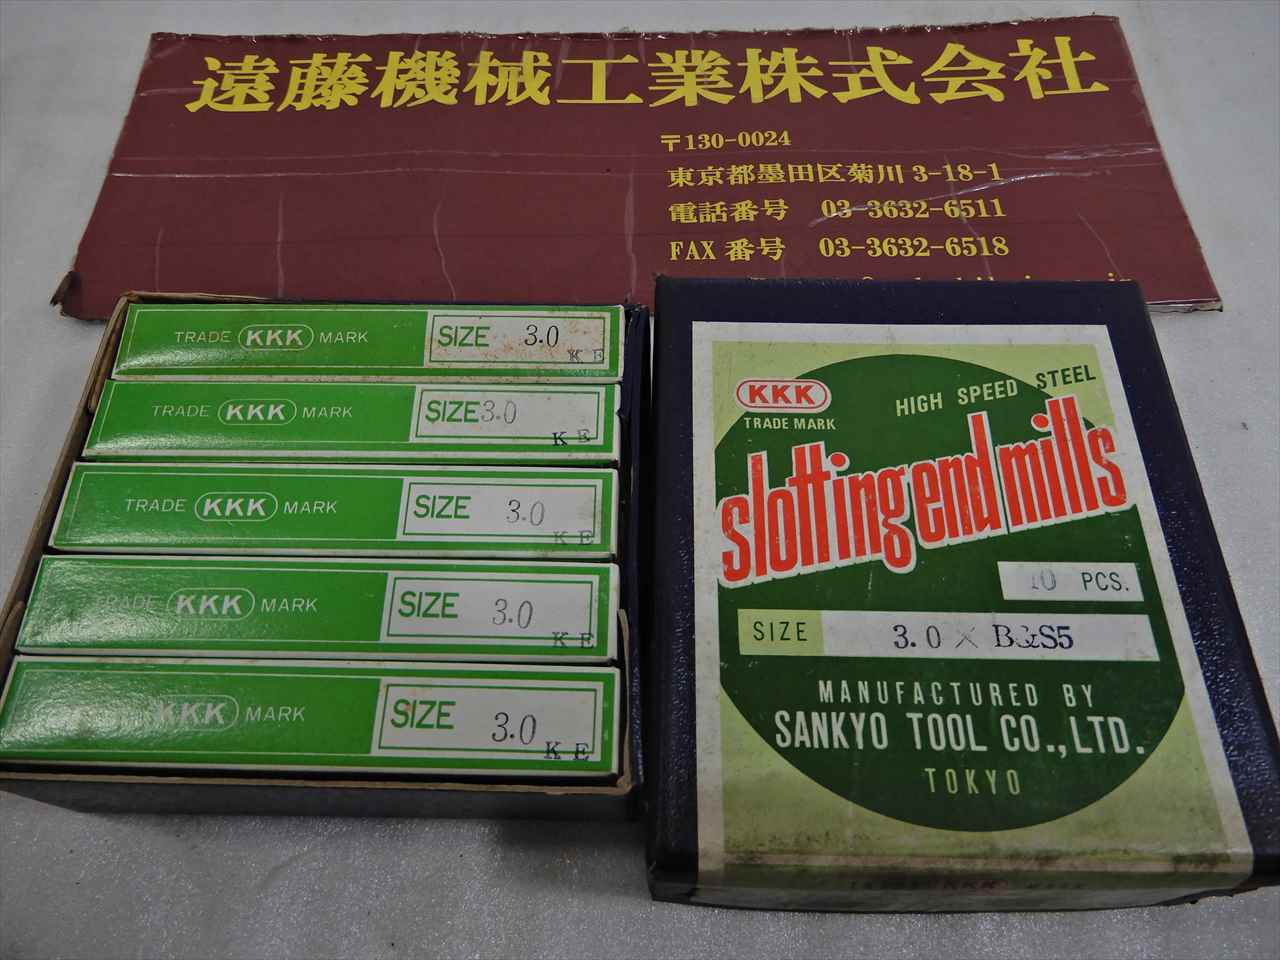 遠藤機械工業株式会社
〒130-0024
東京都墨田区菊川3-18-1
電話番号 03-3632-6511
FAX番号 03-3632-6518
TRADE KKK MARK SIZE 3.0
K E
TRADE KKK MARK SIZE 3.0
K E
TRADE KKK MARK SIZE 3.0
K E
TRADE KKK MARK SIZE 3.0
K E
KKK MARK SIZE 3.0
K E
KKK
TRADE MARK
HIGH SPEED STEEL
slotting end mills
10 PCS.
SIZE 3.0 × B&S5
MANUFACTURED BY
SANKYO TOOL CO.,LTD.
TOKYO